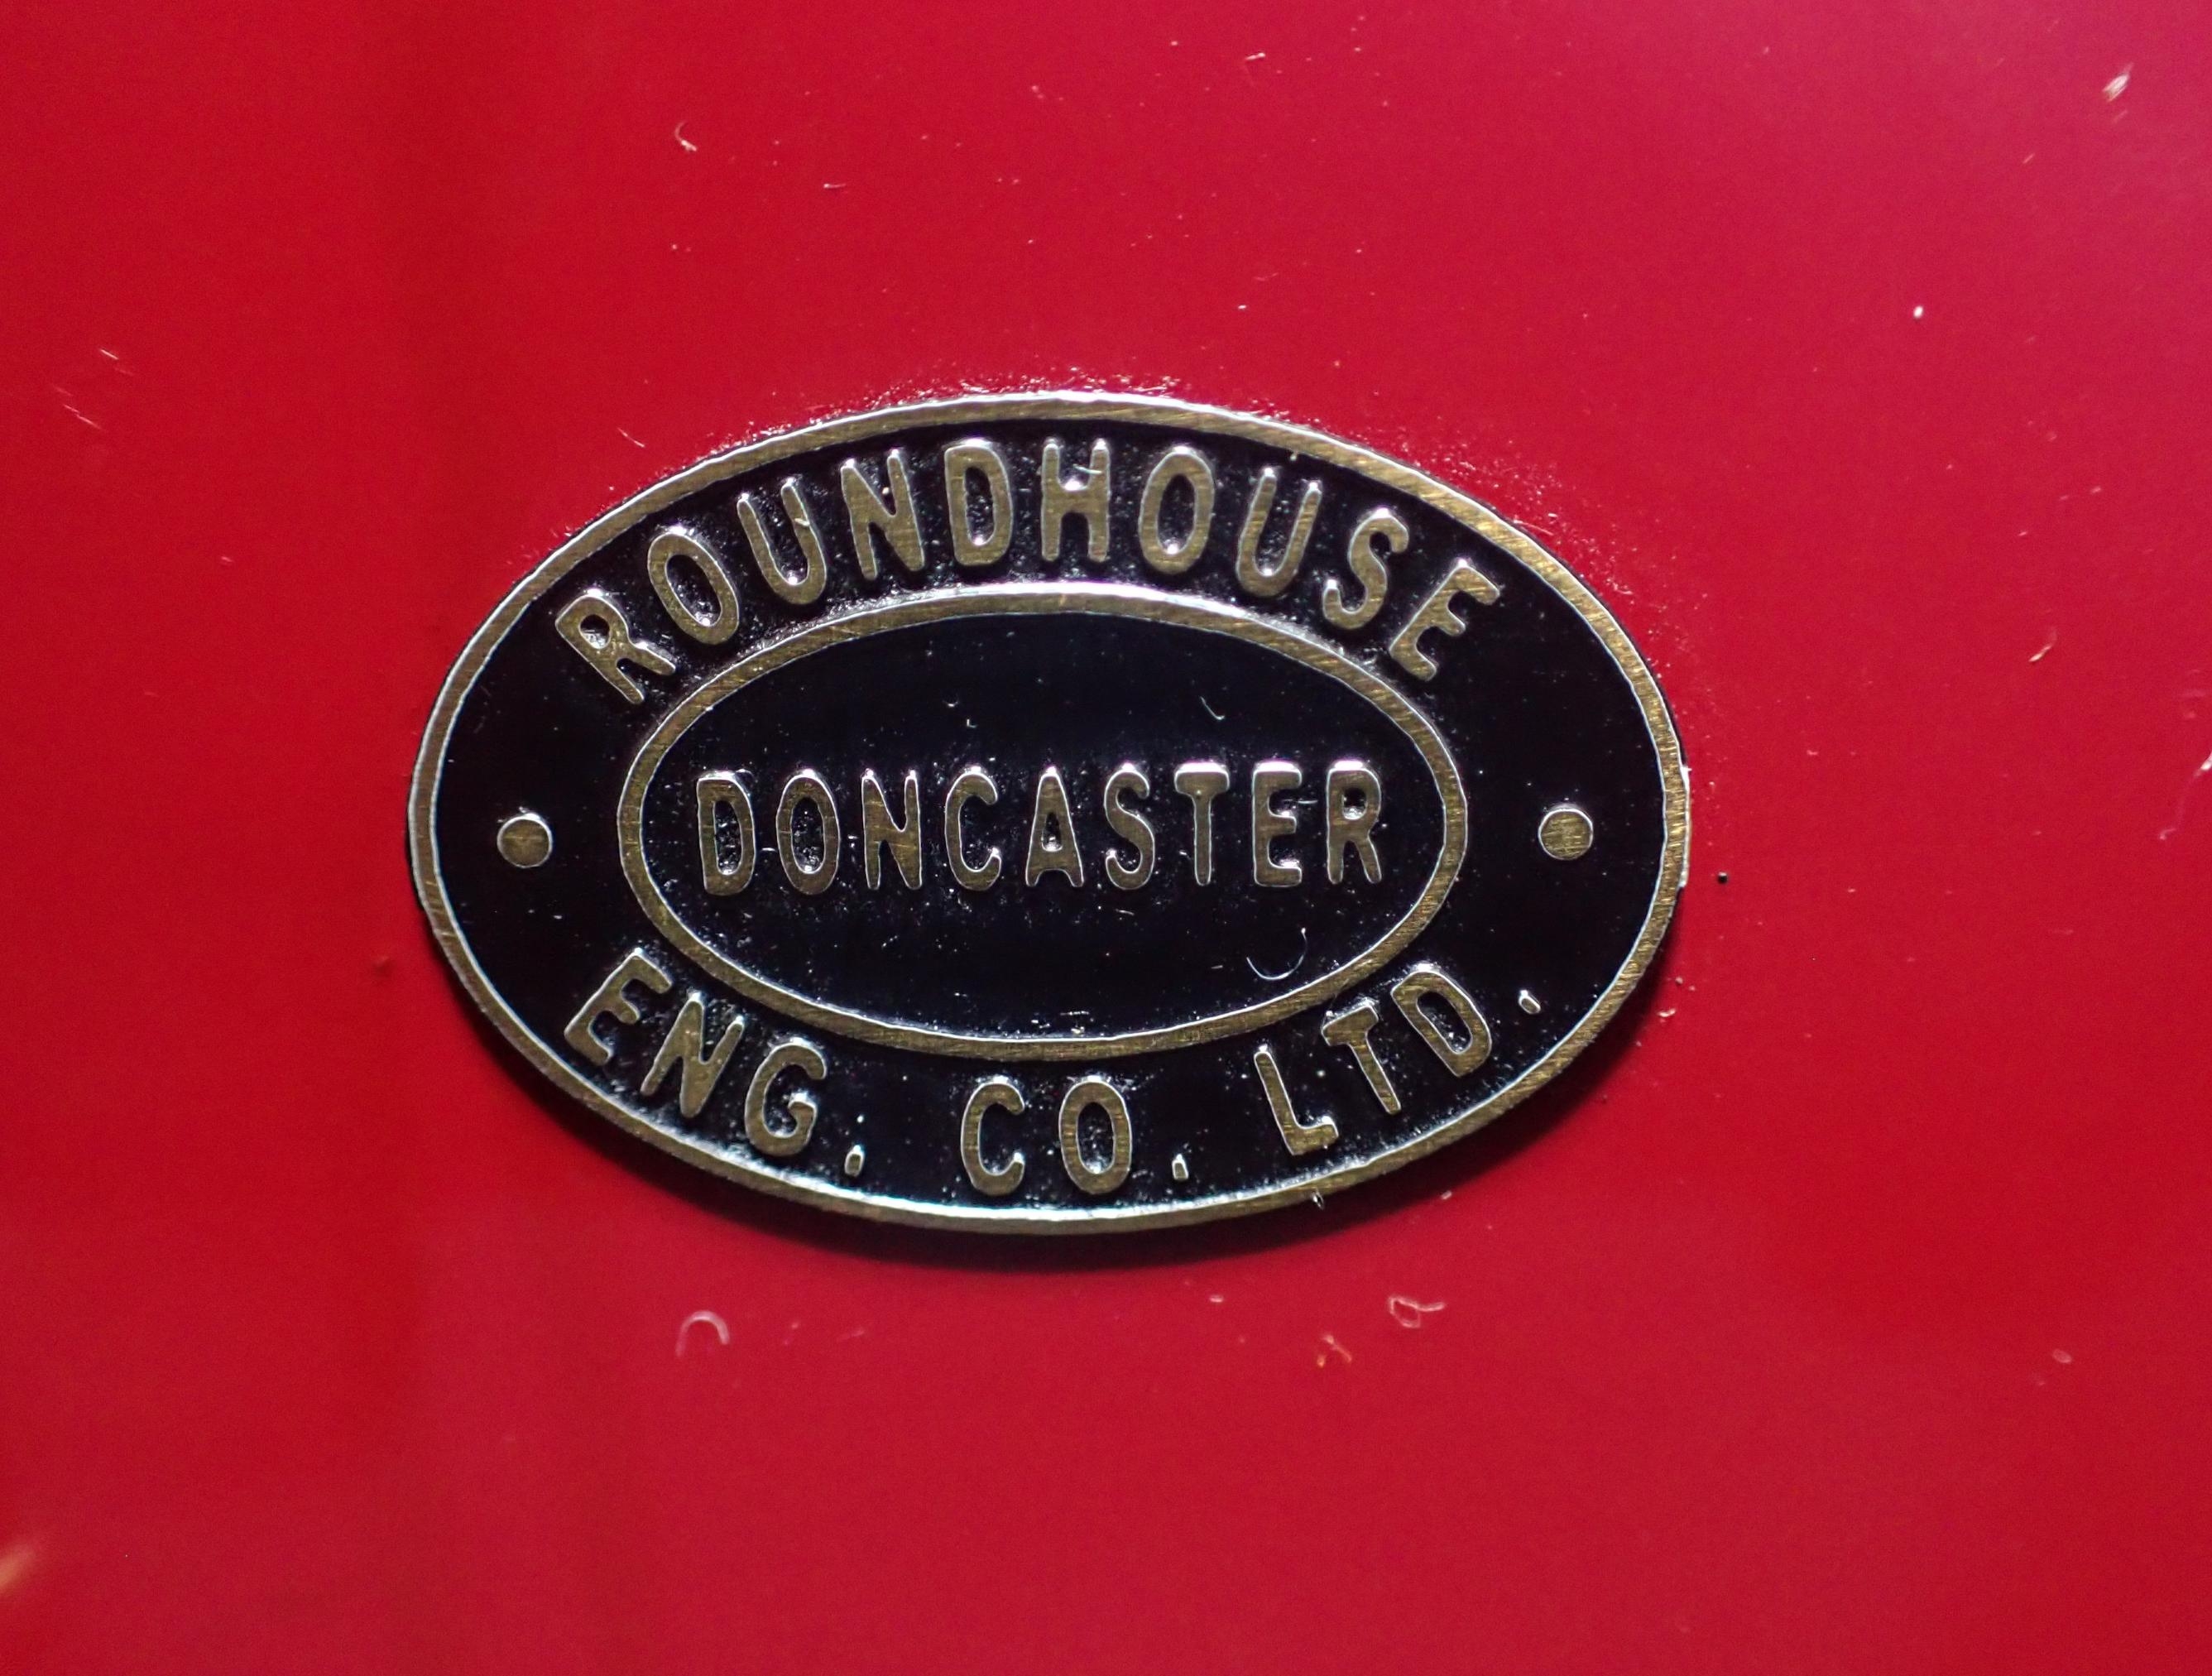 ROUNDHOUSE
DONCASTER
ENG. CO. LTD.